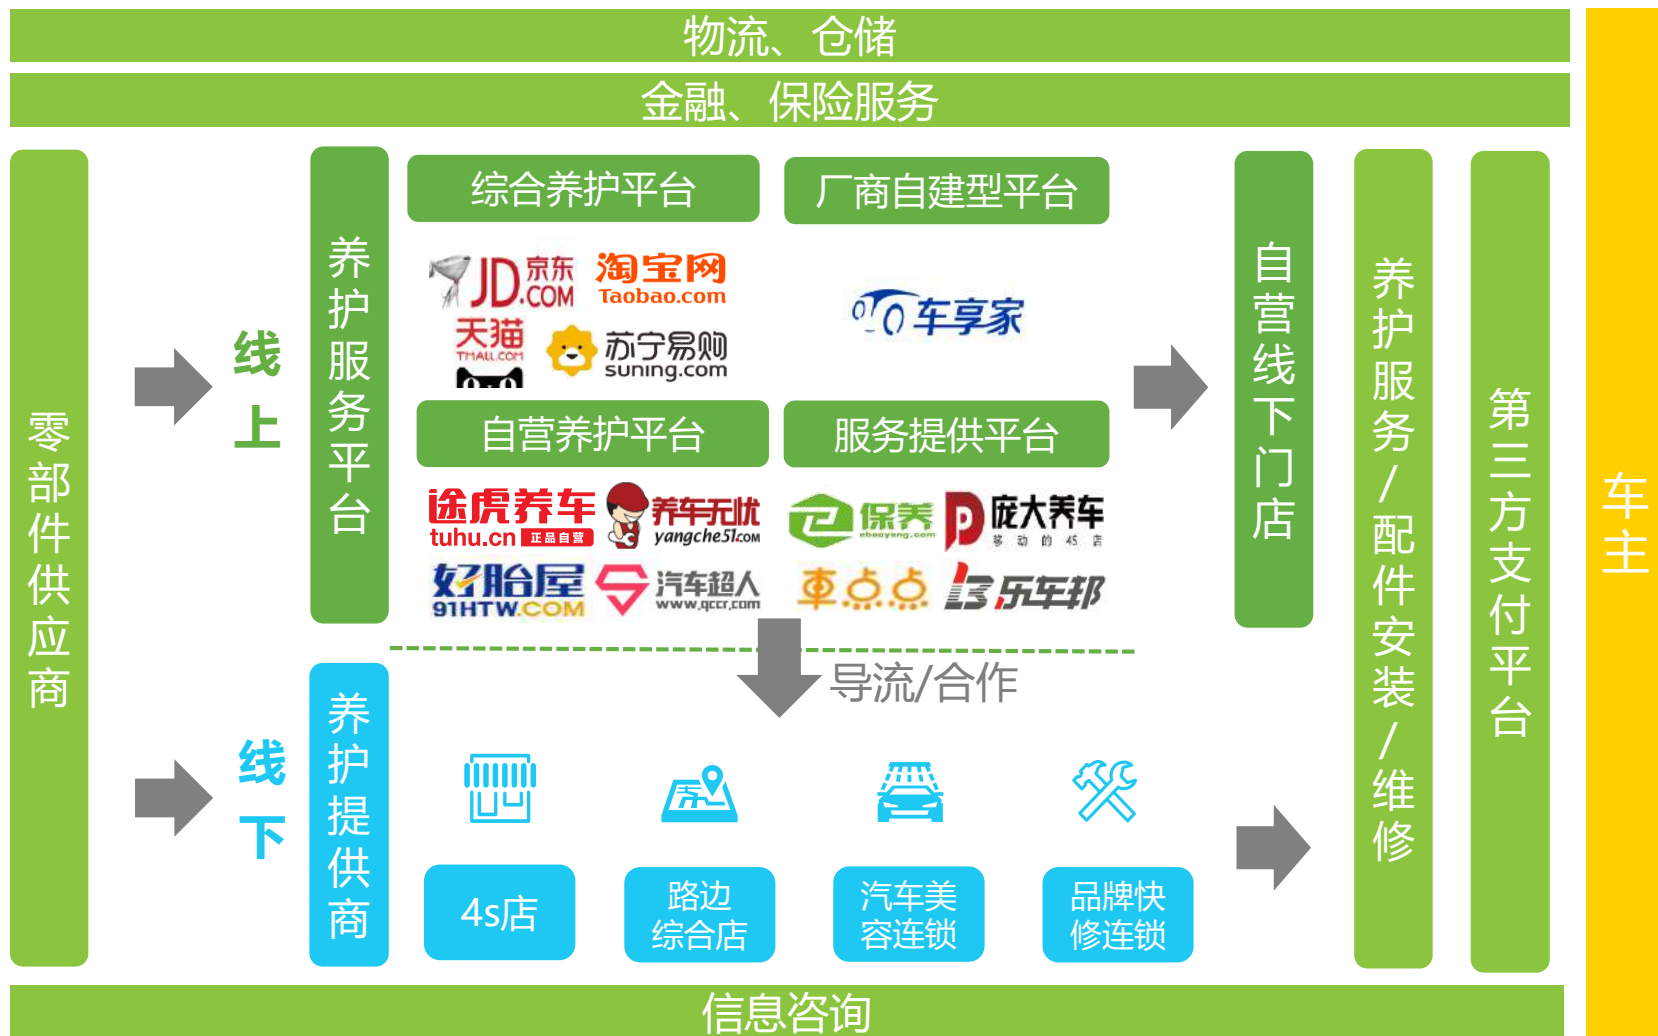 物流、仓储
金融、保险服务
零部件供应商
线上
养护服务平台
综合养护平台
JD.COM 京东
淘宝网
Taobao.com
天猫
TMALL.COM
苏宁易购
suning.com
厂商自建型平台
车享家
自营养护平台
途虎养车
tuhu.cn 正品自营
养车无忧
yangche51.com
好胎屋
91HTW.COM
汽车超人
www.qccr.com
服务提供平台
e保养
ebaoyang.com
庞大养车
移动的4S店
車点点
乐车邦
自营线下门店
导流/合作
线下
养护提供商
4s店
路边
综合店
汽车美
容连锁
品牌快
修连锁
养护服务/配件安装/维修
第三方支付平台
车主
信息咨询